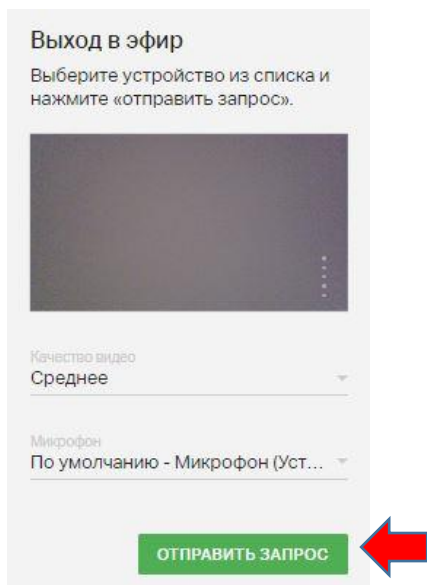 Выход в эфир
Выберите устройство из списка и
нажмите «отправить запрос».
Качество видео
Среднее
Микрофон
По умолчанию - Микрофон (Уст...
ОТПРАВИТЬ ЗАПРОС